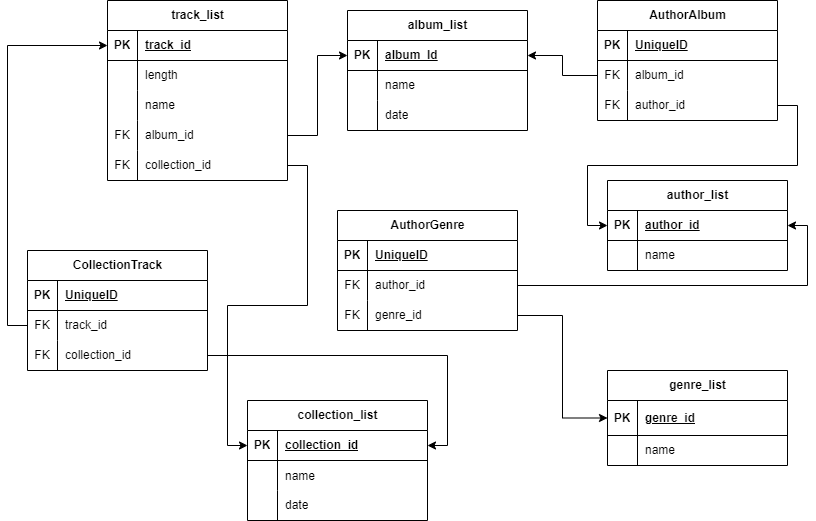 track_list
PK track_id
length
name
FK album_id
FK collection_id
album_list
PK album_Id
name
date
AuthorAlbum
PK UniqueID
FK album_id
FK author_id
author_list
PK author_id
name
AuthorGenre
PK UniqueID
FK author_id
FK genre_id
CollectionTrack
PK UniqueID
FK track_id
FK collection_id
genre_list
PK genre_id
name
collection_list
PK collection_id
name
date